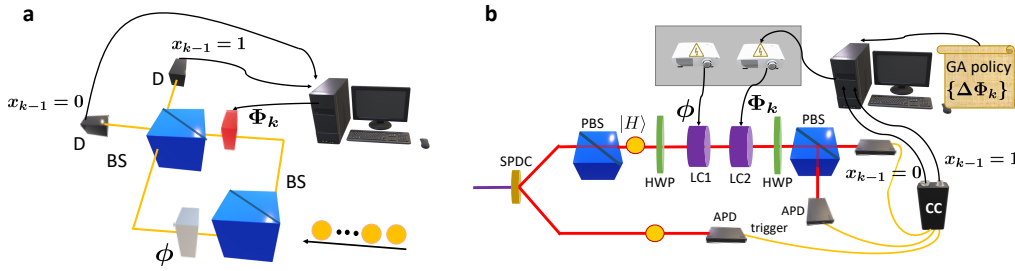 a
x_{k-1} = 1
D
x_{k-1} = 0
D
BS
Φ_k
BS
ϕ
b
GA policy
{ΔΦ_k}
ϕ
Φ_k
PBS
|H⟩
PBS
SPDC
HWP
LC1
LC2
HWP
x_{k-1} = 0
x_{k-1} = 1
CC
APD
APD
trigger